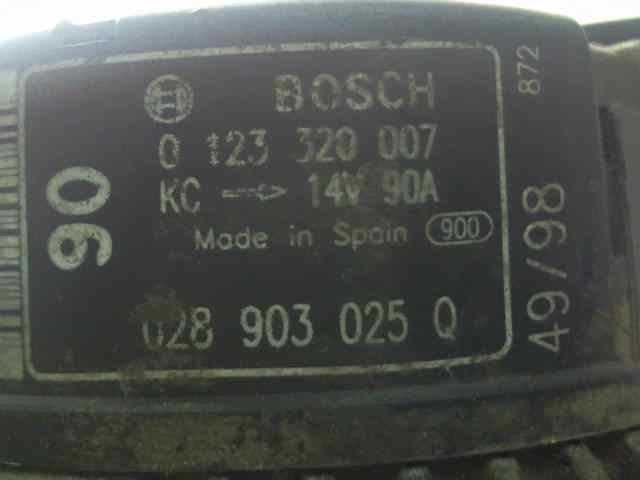 BOSCH
0 123 320 007
KC 14V 90A
Made in Spain 900
028 903 025 Q
90
872
49/98